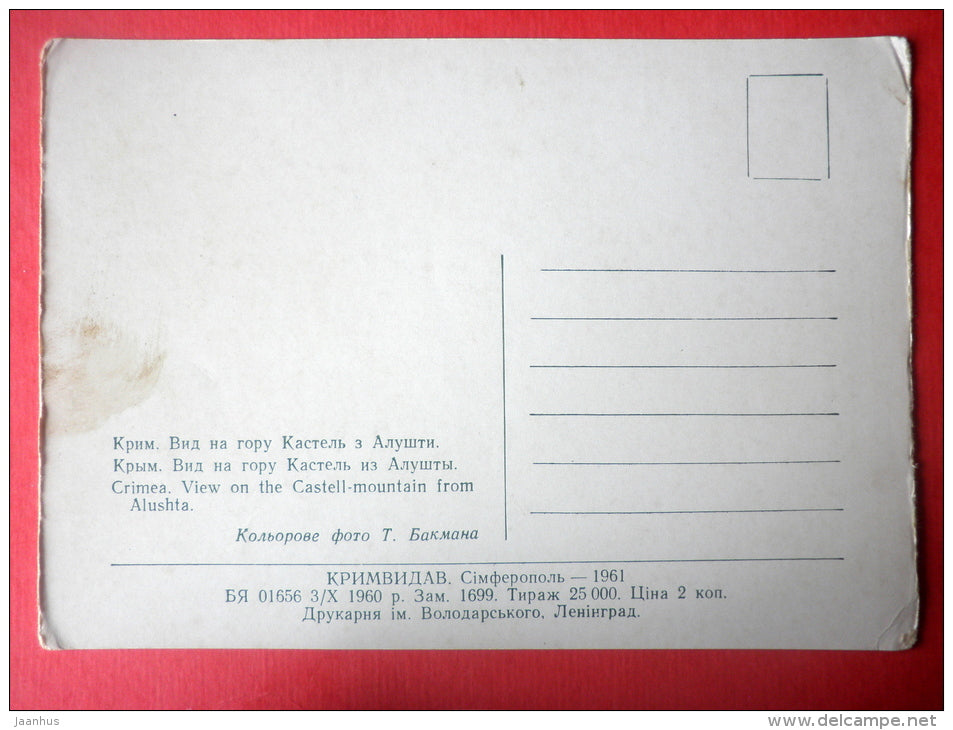 Крим. Вид на гору Кастель з Алушти.
Крым. Вид на гору Кастель из Алушты.
Crimea. View on the Castell-mountain from
Alushta.
Кольорове фото Т. Бакмана
КРИМВИДАВ. Сімферополь — 1961
БЯ 01656 3/X 1960 р. Зам. 1699. Тираж 25 000. Ціна 2 коп.
Друкарня ім. Володарського, Ленінград.
jaanhus
www.delcampe.net